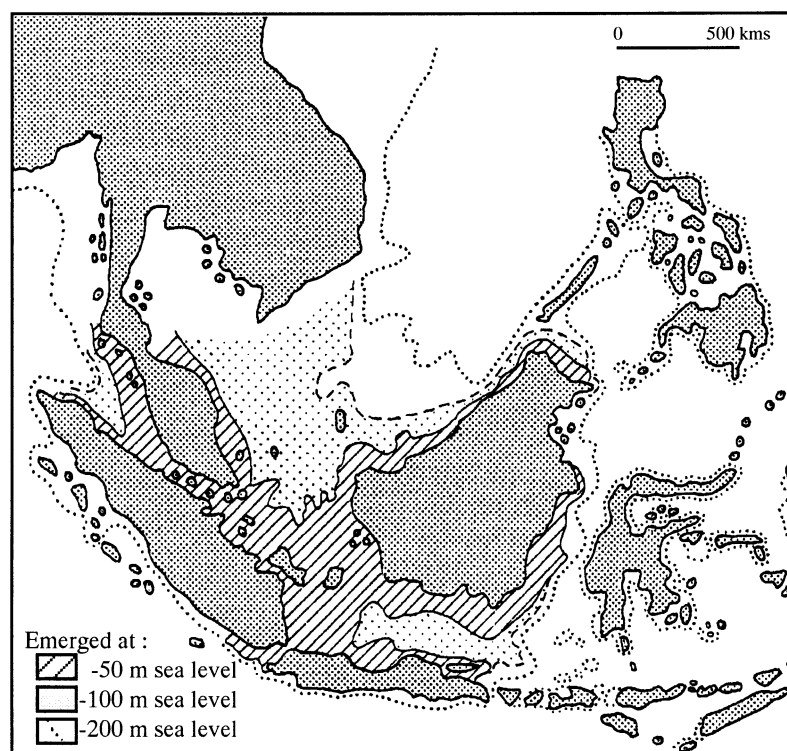 0 500 kms
Emerged at :
-50 m sea level
-100 m sea level
-200 m sea level